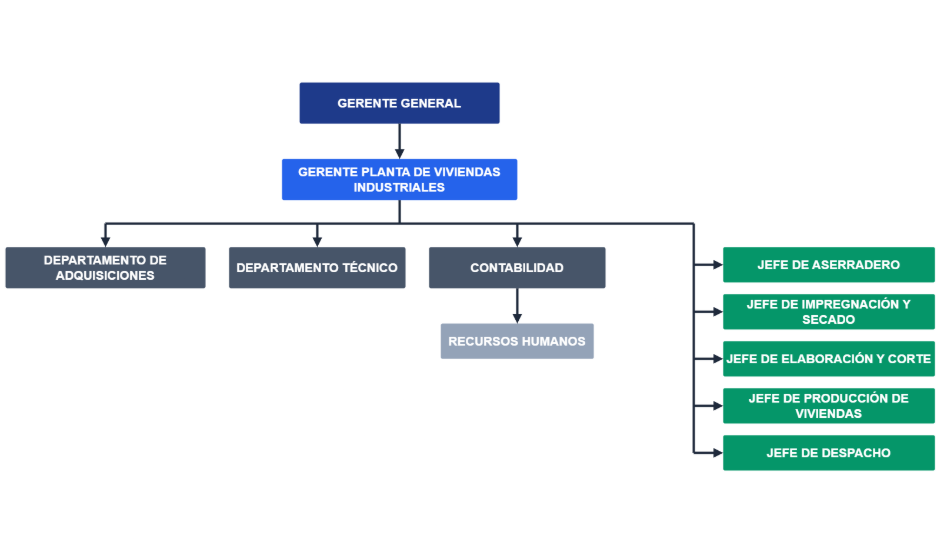 GERENTE GENERAL
GERENTE PLANTA DE VIVIENDAS
INDUSTRIALES
DEPARTAMENTO DE
ADQUISICIONES
DEPARTAMENTO TÉCNICO
CONTABILIDAD
RECURSOS HUMANOS
JEFE DE ASERRADERO
JEFE DE IMPREGNACIÓN Y
SECADO
JEFE DE ELABORACIÓN Y CORTE
JEFE DE PRODUCCIÓN DE
VIVIENDAS
JEFE DE DESPACHO